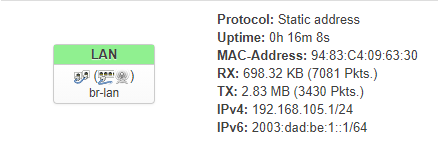 LAN
( )
br-lan
Protocol: Static address
Uptime: 0h 16m 8s
MAC-Address: 94:83:C4:09:63:30
RX: 698.32 KB (7081 Pkts.)
TX: 2.83 MB (3430 Pkts.)
IPv4: 192.168.105.1/24
IPv6: 2003:dad:be:1::1/64